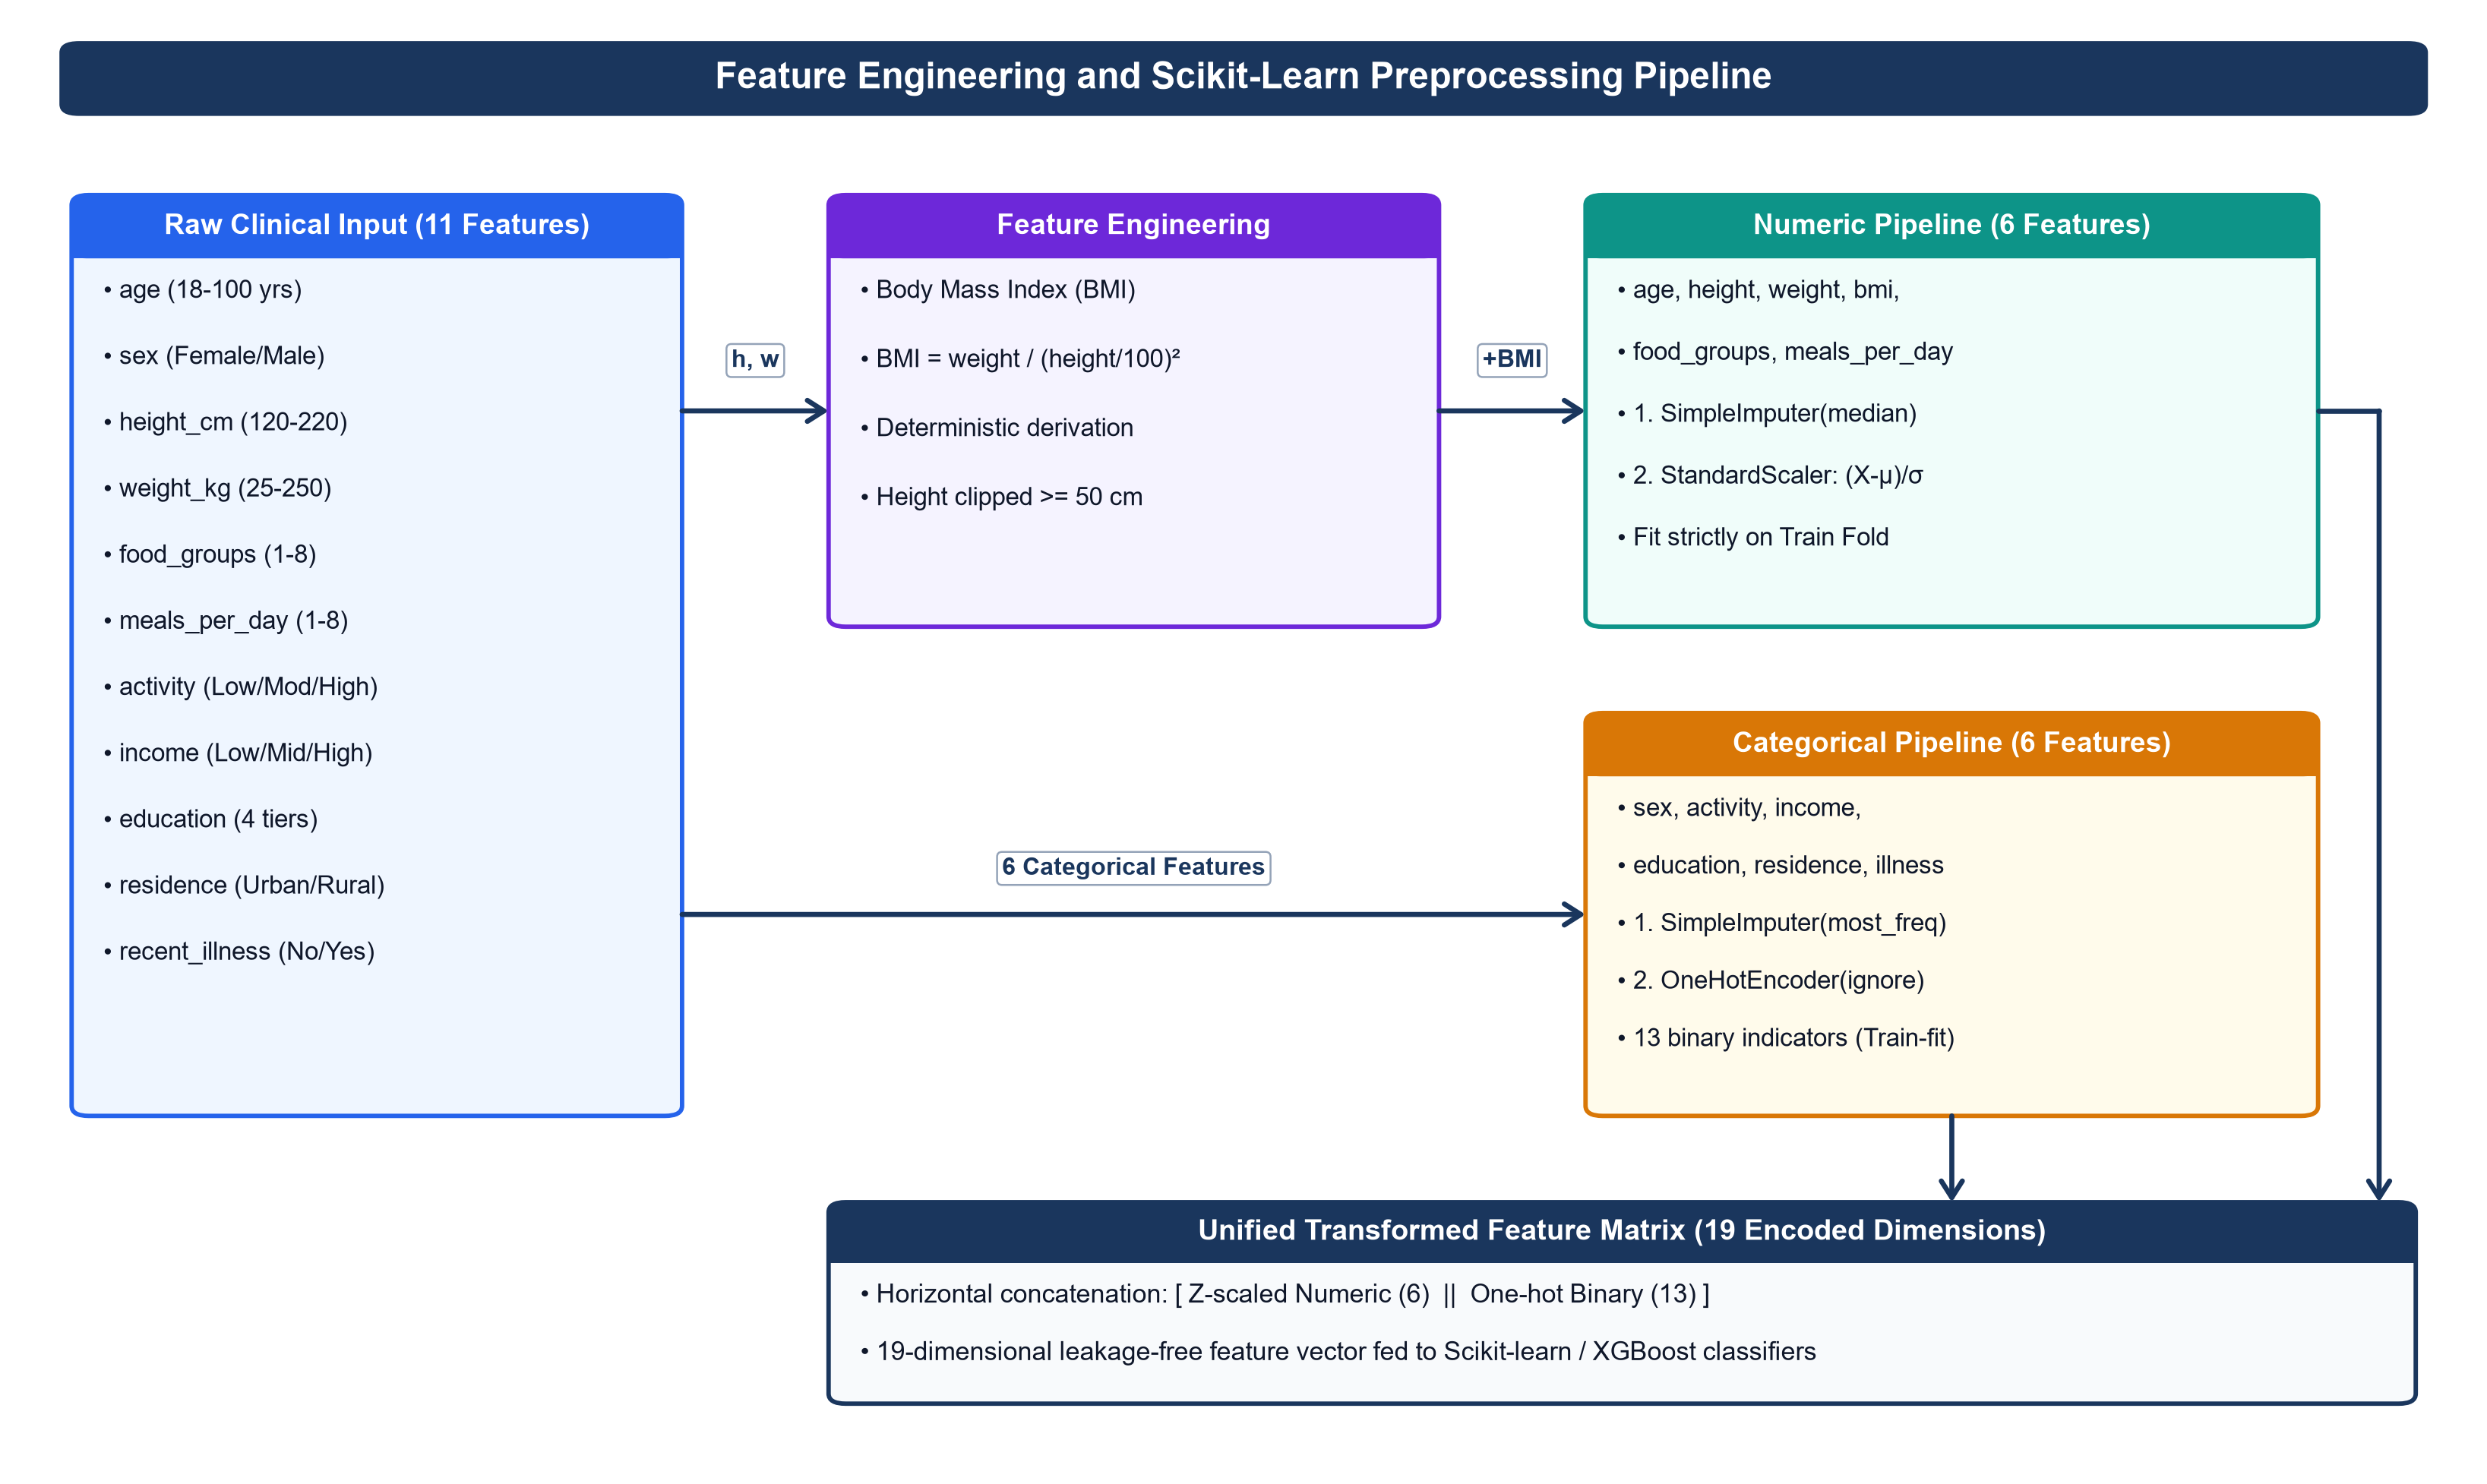 Feature Engineering and Scikit-Learn Preprocessing Pipeline
Raw Clinical Input (11 Features)
• age (18-100 yrs)
• sex (Female/Male)
• height_cm (120-220)
• weight_kg (25-250)
• food_groups (1-8)
• meals_per_day (1-8)
• activity (Low/Mod/High)
• income (Low/Mid/High)
• education (4 tiers)
• residence (Urban/Rural)
• recent_illness (No/Yes)
h, w
Feature Engineering
• Body Mass Index (BMI)
• BMI = weight / (height/100)²
• Deterministic derivation
• Height clipped >= 50 cm
+BMI
Numeric Pipeline (6 Features)
• age, height, weight, bmi,
• food_groups, meals_per_day
• 1. SimpleImputer(median)
• 2. StandardScaler: (X-μ)/σ
• Fit strictly on Train Fold
6 Categorical Features
Categorical Pipeline (6 Features)
• sex, activity, income,
• education, residence, illness
• 1. SimpleImputer(most_freq)
• 2. OneHotEncoder(ignore)
• 13 binary indicators (Train-fit)
Unified Transformed Feature Matrix (19 Encoded Dimensions)
• Horizontal concatenation: [ Z-scaled Numeric (6) || One-hot Binary (13) ]
• 19-dimensional leakage-free feature vector fed to Scikit-learn / XGBoost classifiers